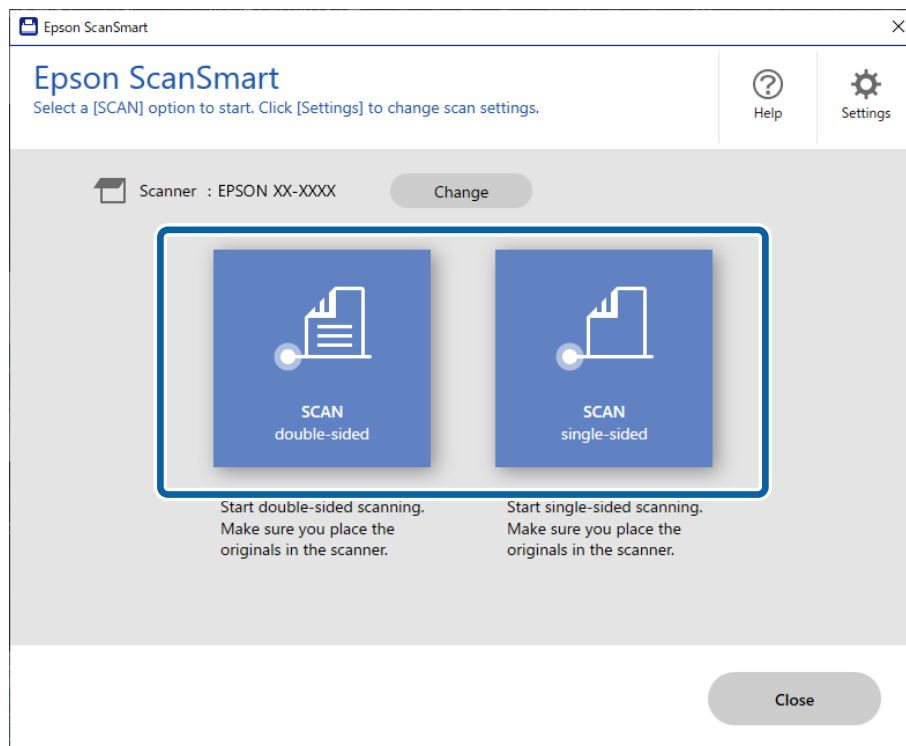 Epson ScanSmart
Epson ScanSmart
Select a [SCAN] option to start. Click [Settings] to change scan settings.
Help
Settings
Scanner : EPSON XX-XXXX
Change
SCAN
double-sided
SCAN
single-sided
Start double-sided scanning.
Make sure you place the
originals in the scanner.
Start single-sided scanning.
Make sure you place the
originals in the scanner.
Close